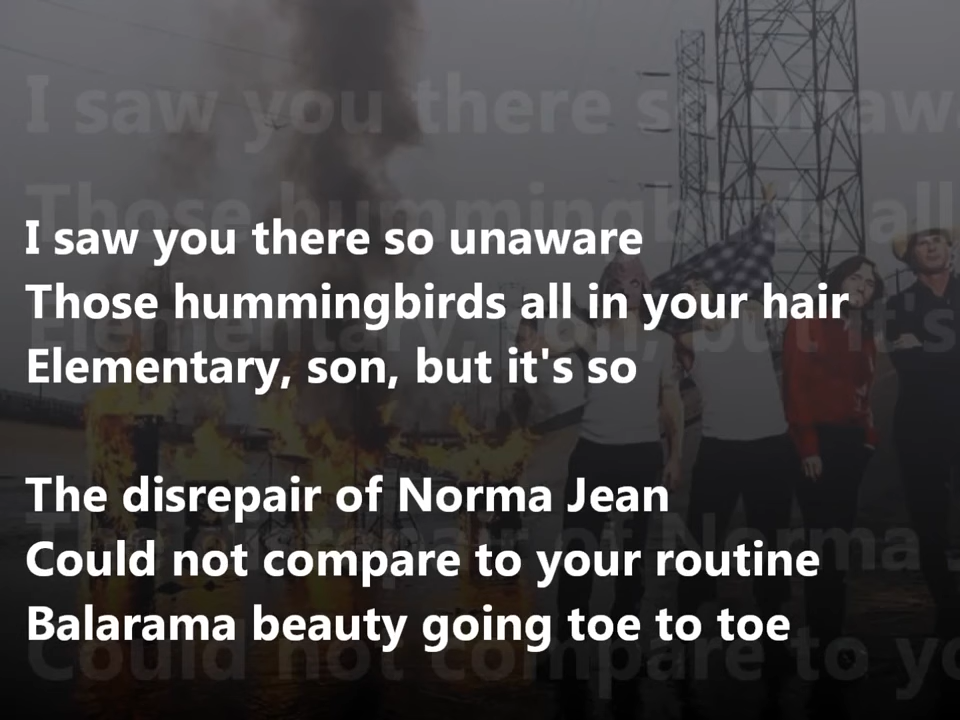 I saw you there so unaware
Those hummingbirds all in your hair
Elementary, son, but it's so
The disrepair of Norma Jean
Could not compare to your routine
Balarama beauty going toe to toe